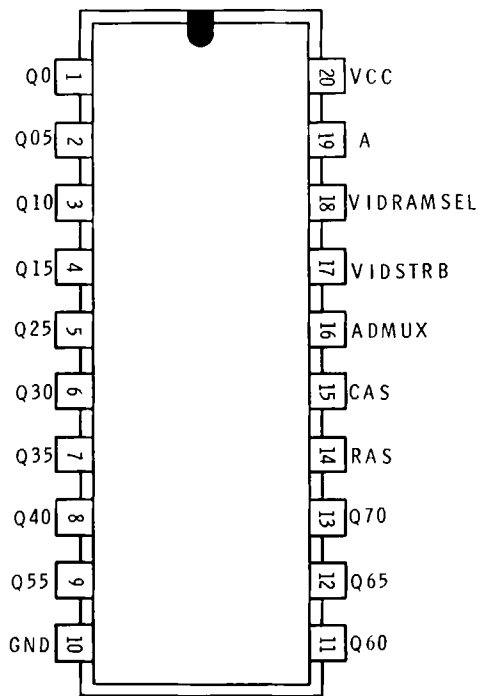 Q0 1 20 VCC
Q05 2 19 A
Q10 3 18 VIDRAMSEL
Q15 4 17 VIDSTRB
Q25 5 16 ADMUX
Q30 6 15 CAS
Q35 7 14 RAS
Q40 8 13 Q70
Q55 9 12 Q65
GND 10 11 Q60